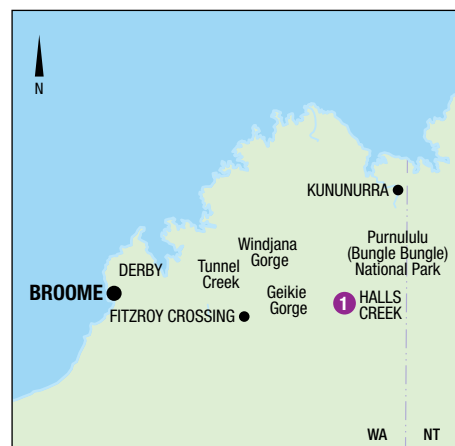 N
KUNUNURRA
Purnululu
(Bungle Bungle)
National Park
Windjana
Gorge
DERBY
Tunnel
Creek
BROOME
Geikie
Gorge
1
HALLS
CREEK
FITZROY CROSSING
WA
NT